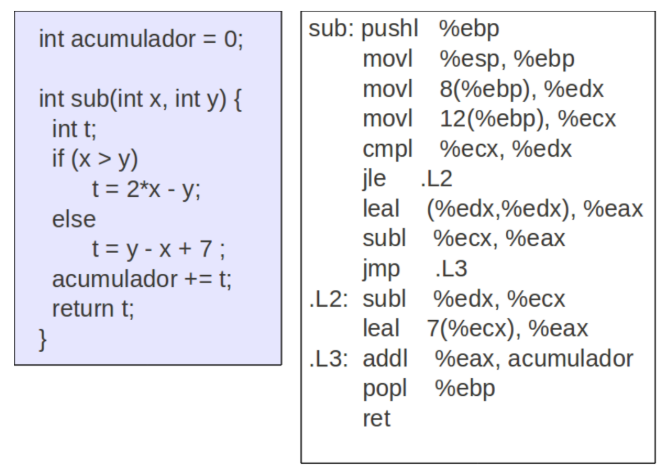 int acumulador = 0;
int sub(int x, int y) {
int t;
if (x > y)
t = 2*x - y;
else
t = y - x + 7 ;
acumulador += t;
return t;
}
sub: pushl %ebp
movl %esp, %ebp
movl 8(%ebp), %edx
movl 12(%ebp), %ecx
cmpl %ecx, %edx
jle .L2
leal (%edx,%edx), %eax
subl %ecx, %eax
jmp .L3
.L2: subl %edx, %ecx
leal 7(%ecx), %eax
.L3: addl %eax, acumulador
popl %ebp
ret